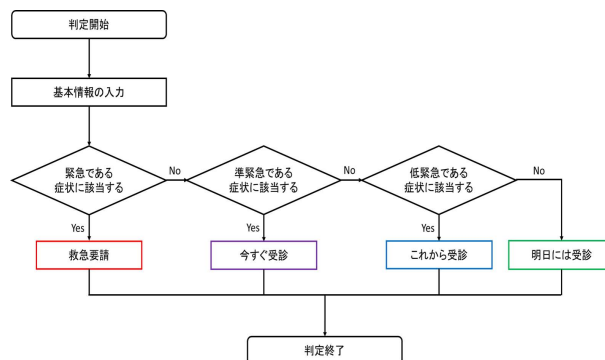 判定開始
基本情報の入力
緊急である
症状に該当する
No
準緊急である
症状に該当する
No
低緊急である
症状に該当する
No
Yes
Yes
Yes
救急要請
今すぐ受診
これから受診
明日には受診
判定終了